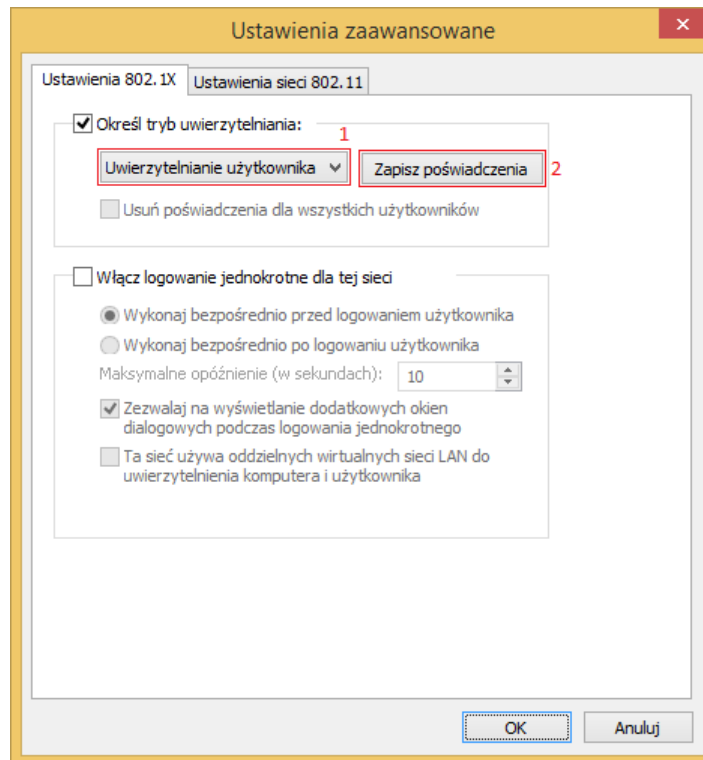 Ustawienia zaawansowane
Ustawienia 802.1X
Ustawienia sieci 802.11
Określ tryb uwierzytelniania:
1
Uwierzytelnianie użytkownika
Zapisz poświadczenia
2
Usuń poświadczenia dla wszystkich użytkowników
Włącz logowanie jednokrotne dla tej sieci
Wykonaj bezpośrednio przed logowaniem użytkownika
Wykonaj bezpośrednio po logowaniu użytkownika
Maksymalne opóźnienie (w sekundach):
10
Zezwalaj na wyświetlanie dodatkowych okien
dialogowych podczas logowania jednokrotnego
Ta sieć używa oddzielnych wirtualnych sieci LAN do
uwierzytelnienia komputera i użytkownika
OK
Anuluj